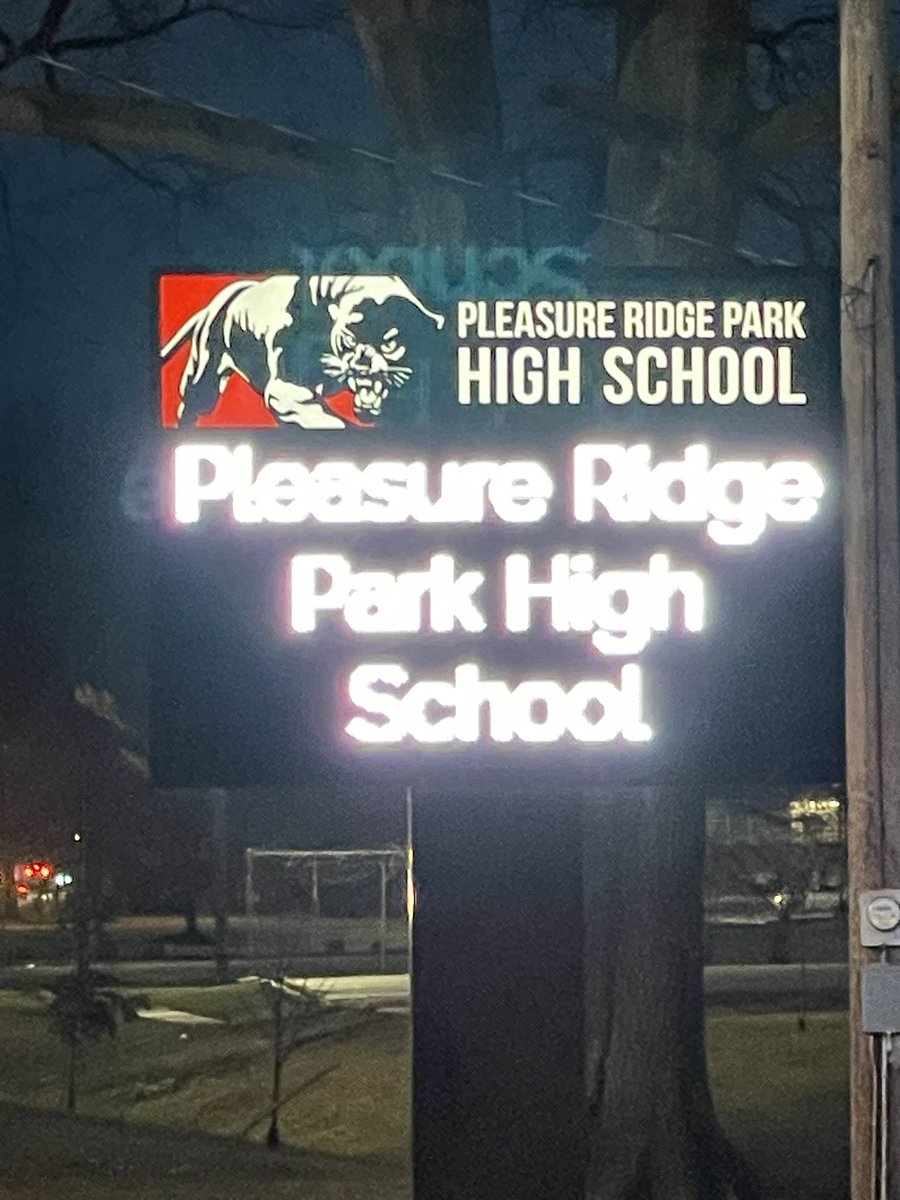 PLEASURE RIDGE PARK
HIGH SCHOOL
Pleasure Ridge
Park High
School